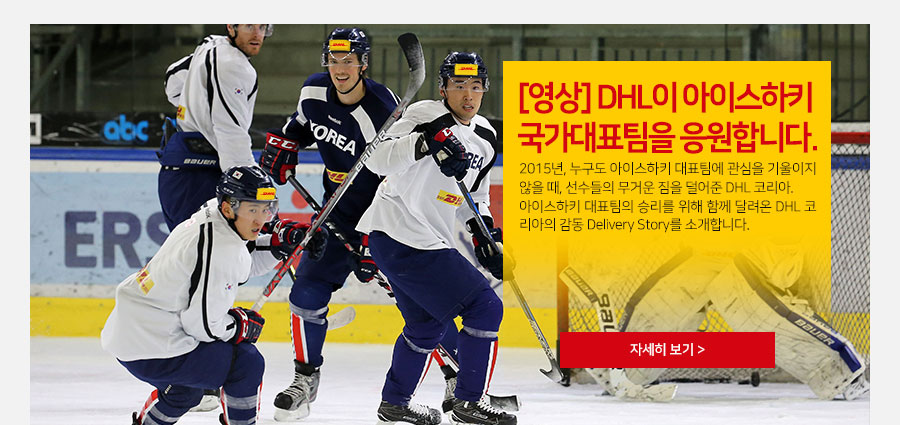 [영상] DHL이 아이스하키
국가대표팀을 응원합니다.
2015년, 누구도 아이스하키 대표팀에 관심을 기울이지
않을 때, 선수들의 무거운 짐을 덜어준 DHL 코리아.
아이스하키 대표팀의 승리를 위해 함께 달려온 DHL 코
리아의 감동 Delivery Story를 소개합니다.
자세히 보기 >
abc
DHL
DHL
KOREA
BAUER
DHL
BAUER
DHL
DHL
ERS
DHL
BAUER